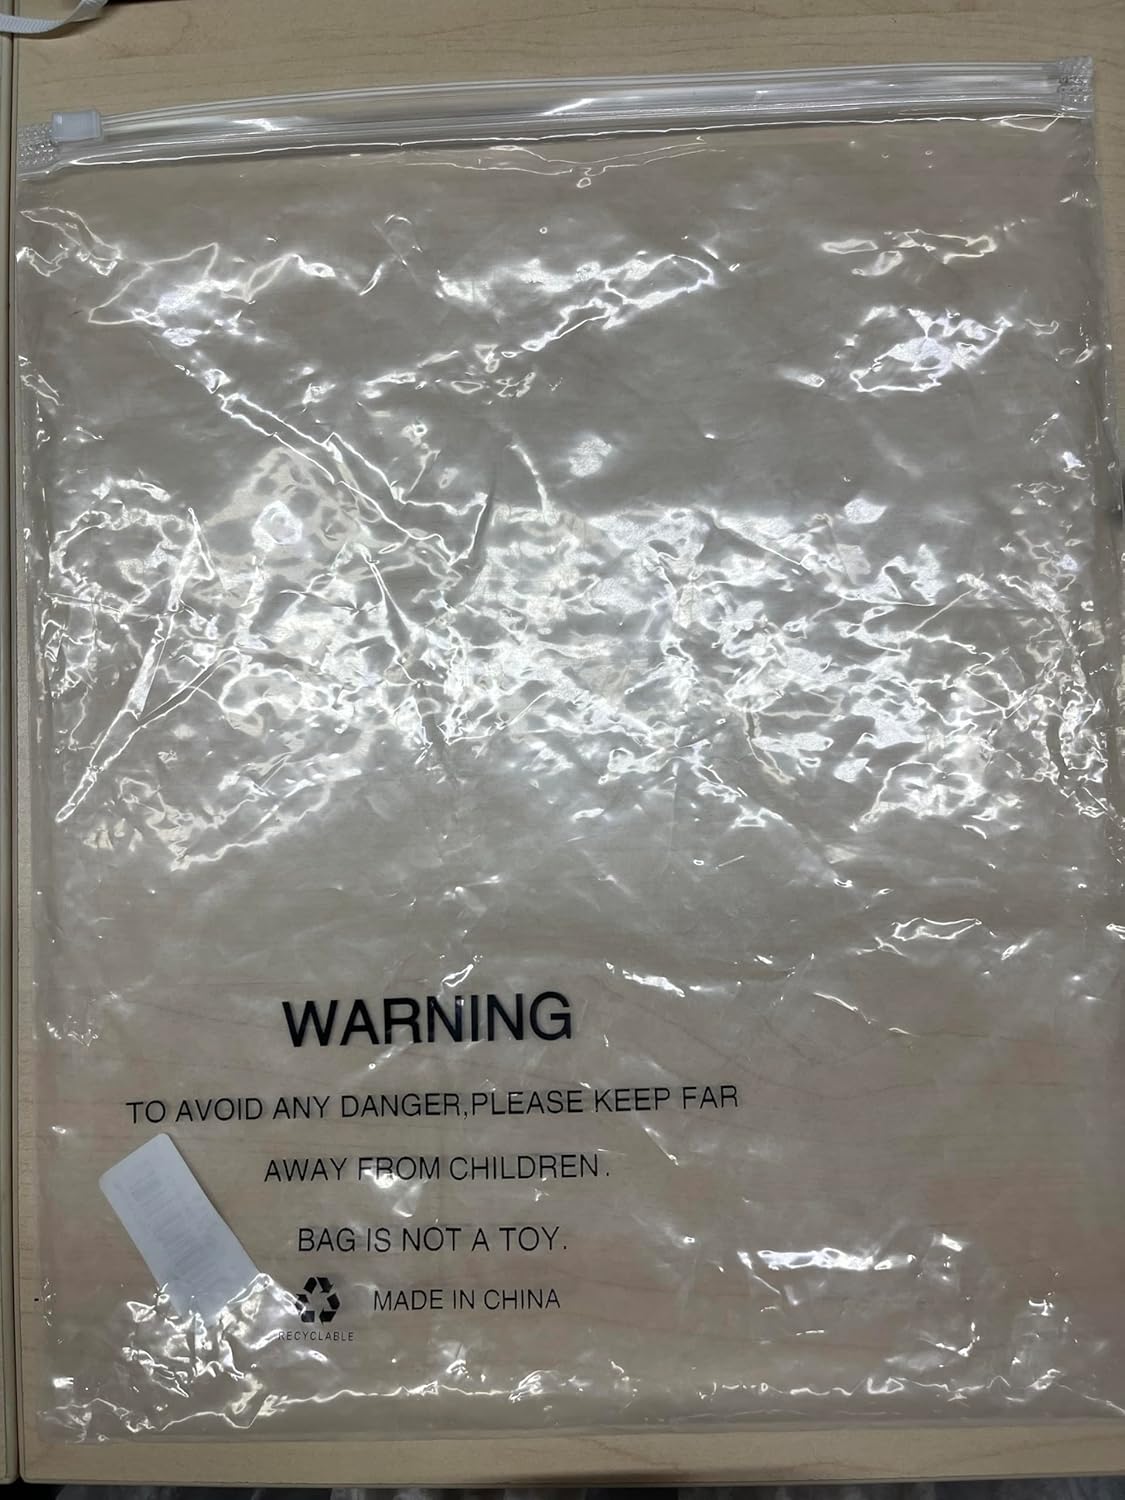 WARNING
TO AVOID ANY DANGER,PLEASE KEEP FAR
AWAY FROM CHILDREN.
BAG IS NOT A TOY.
MADE IN CHINA
RECYCLABLE